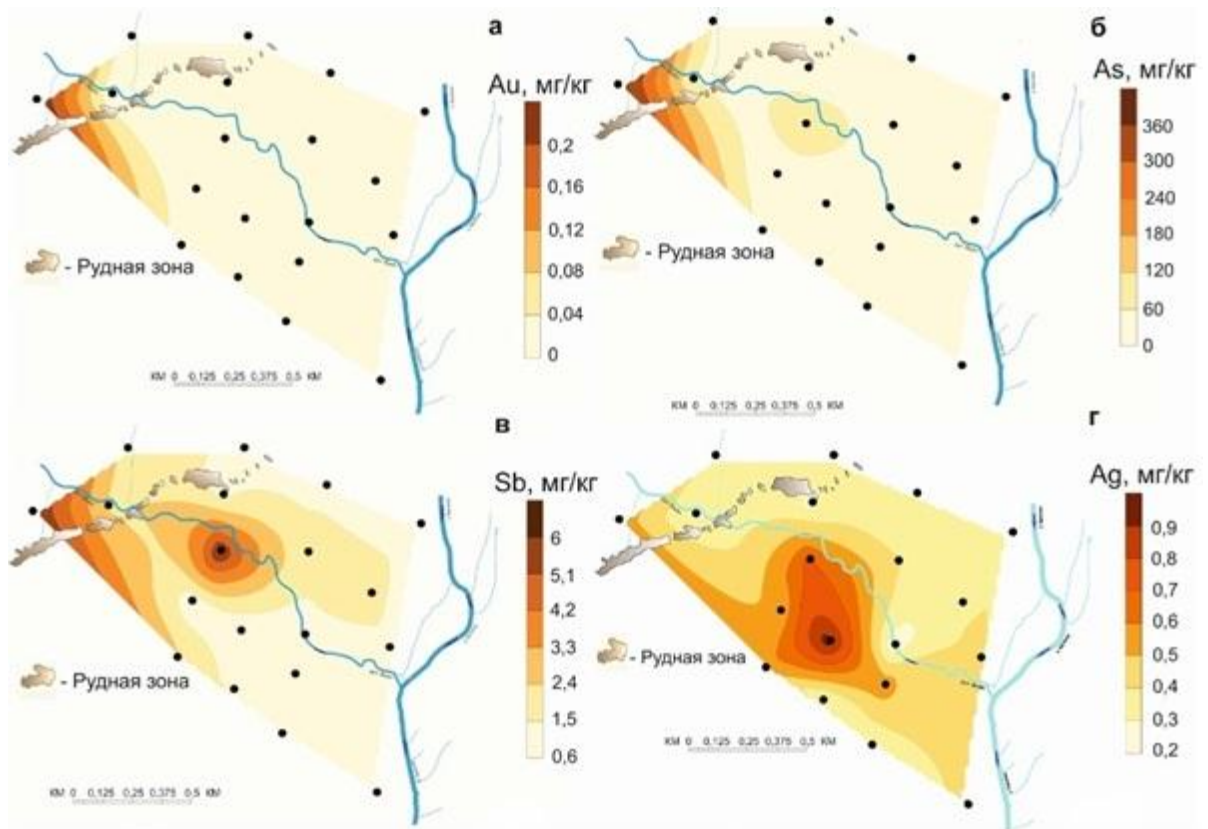 а
Au, мг/кг
0,2
0,16
0,12
0,08
0,04
0
- Рудная зона
КМ 0 0,125 0,25 0,375 0,5 КМ
б
As, мг/кг
360
300
240
180
120
60
0
- Рудная зона
КМ 0 0,125 0,25 0,375 0,5 КМ
в
Sb, мг/кг
6
5,1
4,2
3,3
2,4
1,5
0,6
- Рудная зона
КМ 0 0,125 0,25 0,375 0,5 КМ
г
Ag, мг/кг
0,9
0,8
0,7
0,6
0,5
0,4
0,3
0,2
- Рудная зона
КМ 0 0,125 0,25 0,375 0,5 КМ